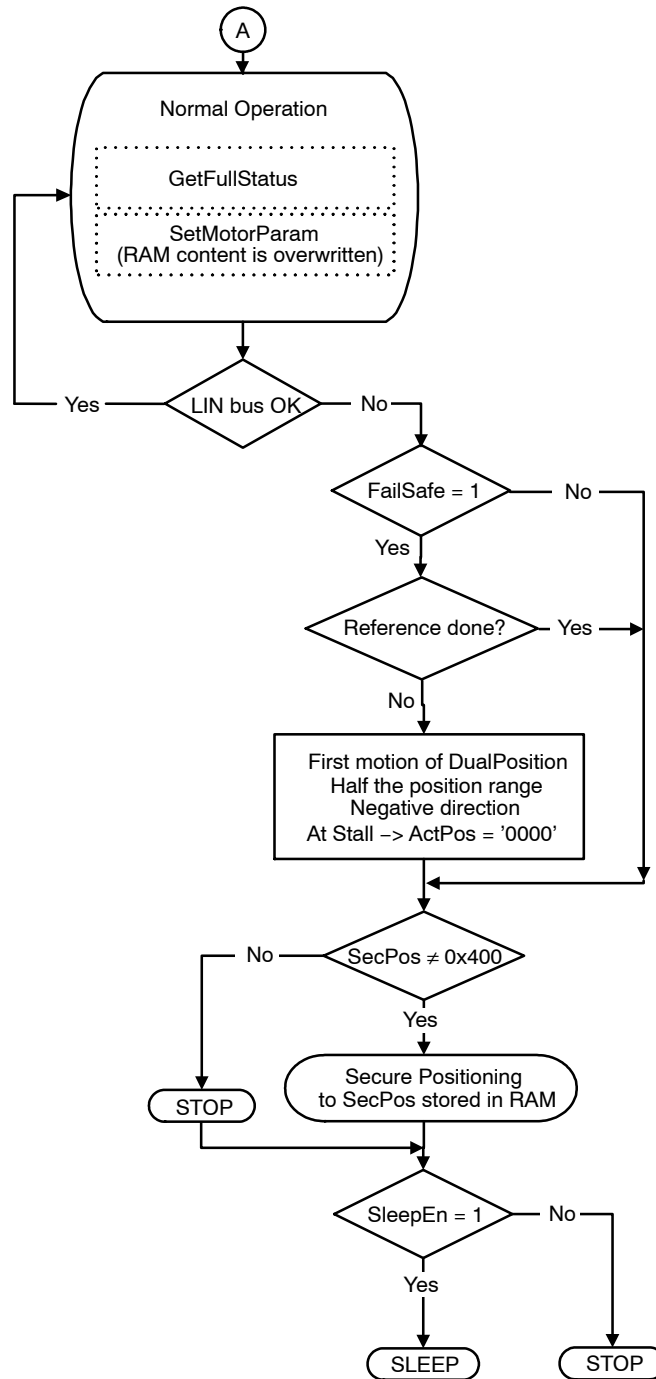 A
Normal Operation
GetFullStatus
SetMotorParam
(RAM content is overwritten)
Yes
LIN bus OK
No
FailSafe = 1
No
Yes
Reference done?
Yes
No
First motion of DualPosition
Half the position range
Negative direction
At Stall −> ActPos = '0000'
No
SecPos ≠ 0x400
Yes
Secure Positioning
to SecPos stored in RAM
STOP
SleepEn = 1
No
Yes
SLEEP
STOP